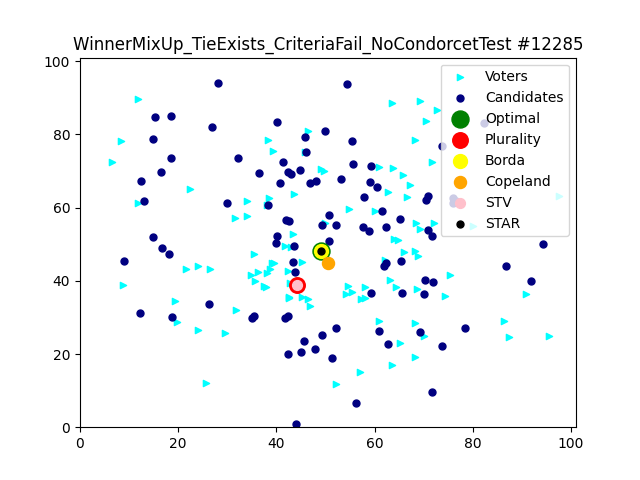 WinnerMixUp_TieExists_CriteriaFail_NoCondorcetTest #12285
100
80
60
40
20
0
0 20 40 60 80 100
Voters
Candidates
Optimal
Plurality
Borda
Copeland
STV
STAR